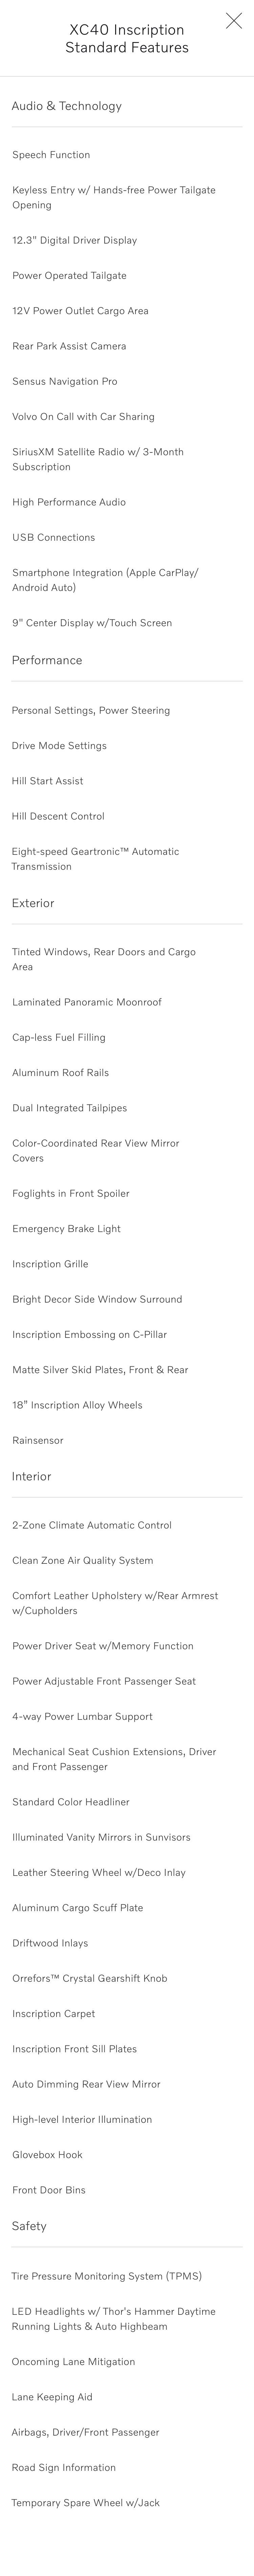 XC40 Inscription
Standard Features
Audio & Technology
Speech Function
Keyless Entry w/ Hands-free Power Tailgate
Opening
12.3" Digital Driver Display
Power Operated Tailgate
12V Power Outlet Cargo Area
Rear Park Assist Camera
Sensus Navigation Pro
Volvo On Call with Car Sharing
SiriusXM Satellite Radio w/ 3-Month
Subscription
High Performance Audio
USB Connections
Smartphone Integration (Apple CarPlay/
Android Auto)
9" Center Display w/Touch Screen
Performance
Personal Settings, Power Steering
Drive Mode Settings
Hill Start Assist
Hill Descent Control
Eight-speed Geartronic™ Automatic
Transmission
Exterior
Tinted Windows, Rear Doors and Cargo
Area
Laminated Panoramic Moonroof
Cap-less Fuel Filling
Aluminum Roof Rails
Dual Integrated Tailpipes
Color-Coordinated Rear View Mirror
Covers
Foglights in Front Spoiler
Emergency Brake Light
Inscription Grille
Bright Decor Side Window Surround
Inscription Embossing on C-Pillar
Matte Silver Skid Plates, Front & Rear
18” Inscription Alloy Wheels
Rainsensor
Interior
2-Zone Climate Automatic Control
Clean Zone Air Quality System
Comfort Leather Upholstery w/Rear Armrest
w/Cupholders
Power Driver Seat w/Memory Function
Power Adjustable Front Passenger Seat
4-way Power Lumbar Support
Mechanical Seat Cushion Extensions, Driver
and Front Passenger
Standard Color Headliner
Illuminated Vanity Mirrors in Sunvisors
Leather Steering Wheel w/Deco Inlay
Aluminum Cargo Scuff Plate
Driftwood Inlays
Orrefors™ Crystal Gearshift Knob
Inscription Carpet
Inscription Front Sill Plates
Auto Dimming Rear View Mirror
High-level Interior Illumination
Glovebox Hook
Front Door Bins
Safety
Tire Pressure Monitoring System (TPMS)
LED Headlights w/ Thor's Hammer Daytime
Running Lights & Auto Highbeam
Oncoming Lane Mitigation
Lane Keeping Aid
Airbags, Driver/Front Passenger
Road Sign Information
Temporary Spare Wheel w/Jack